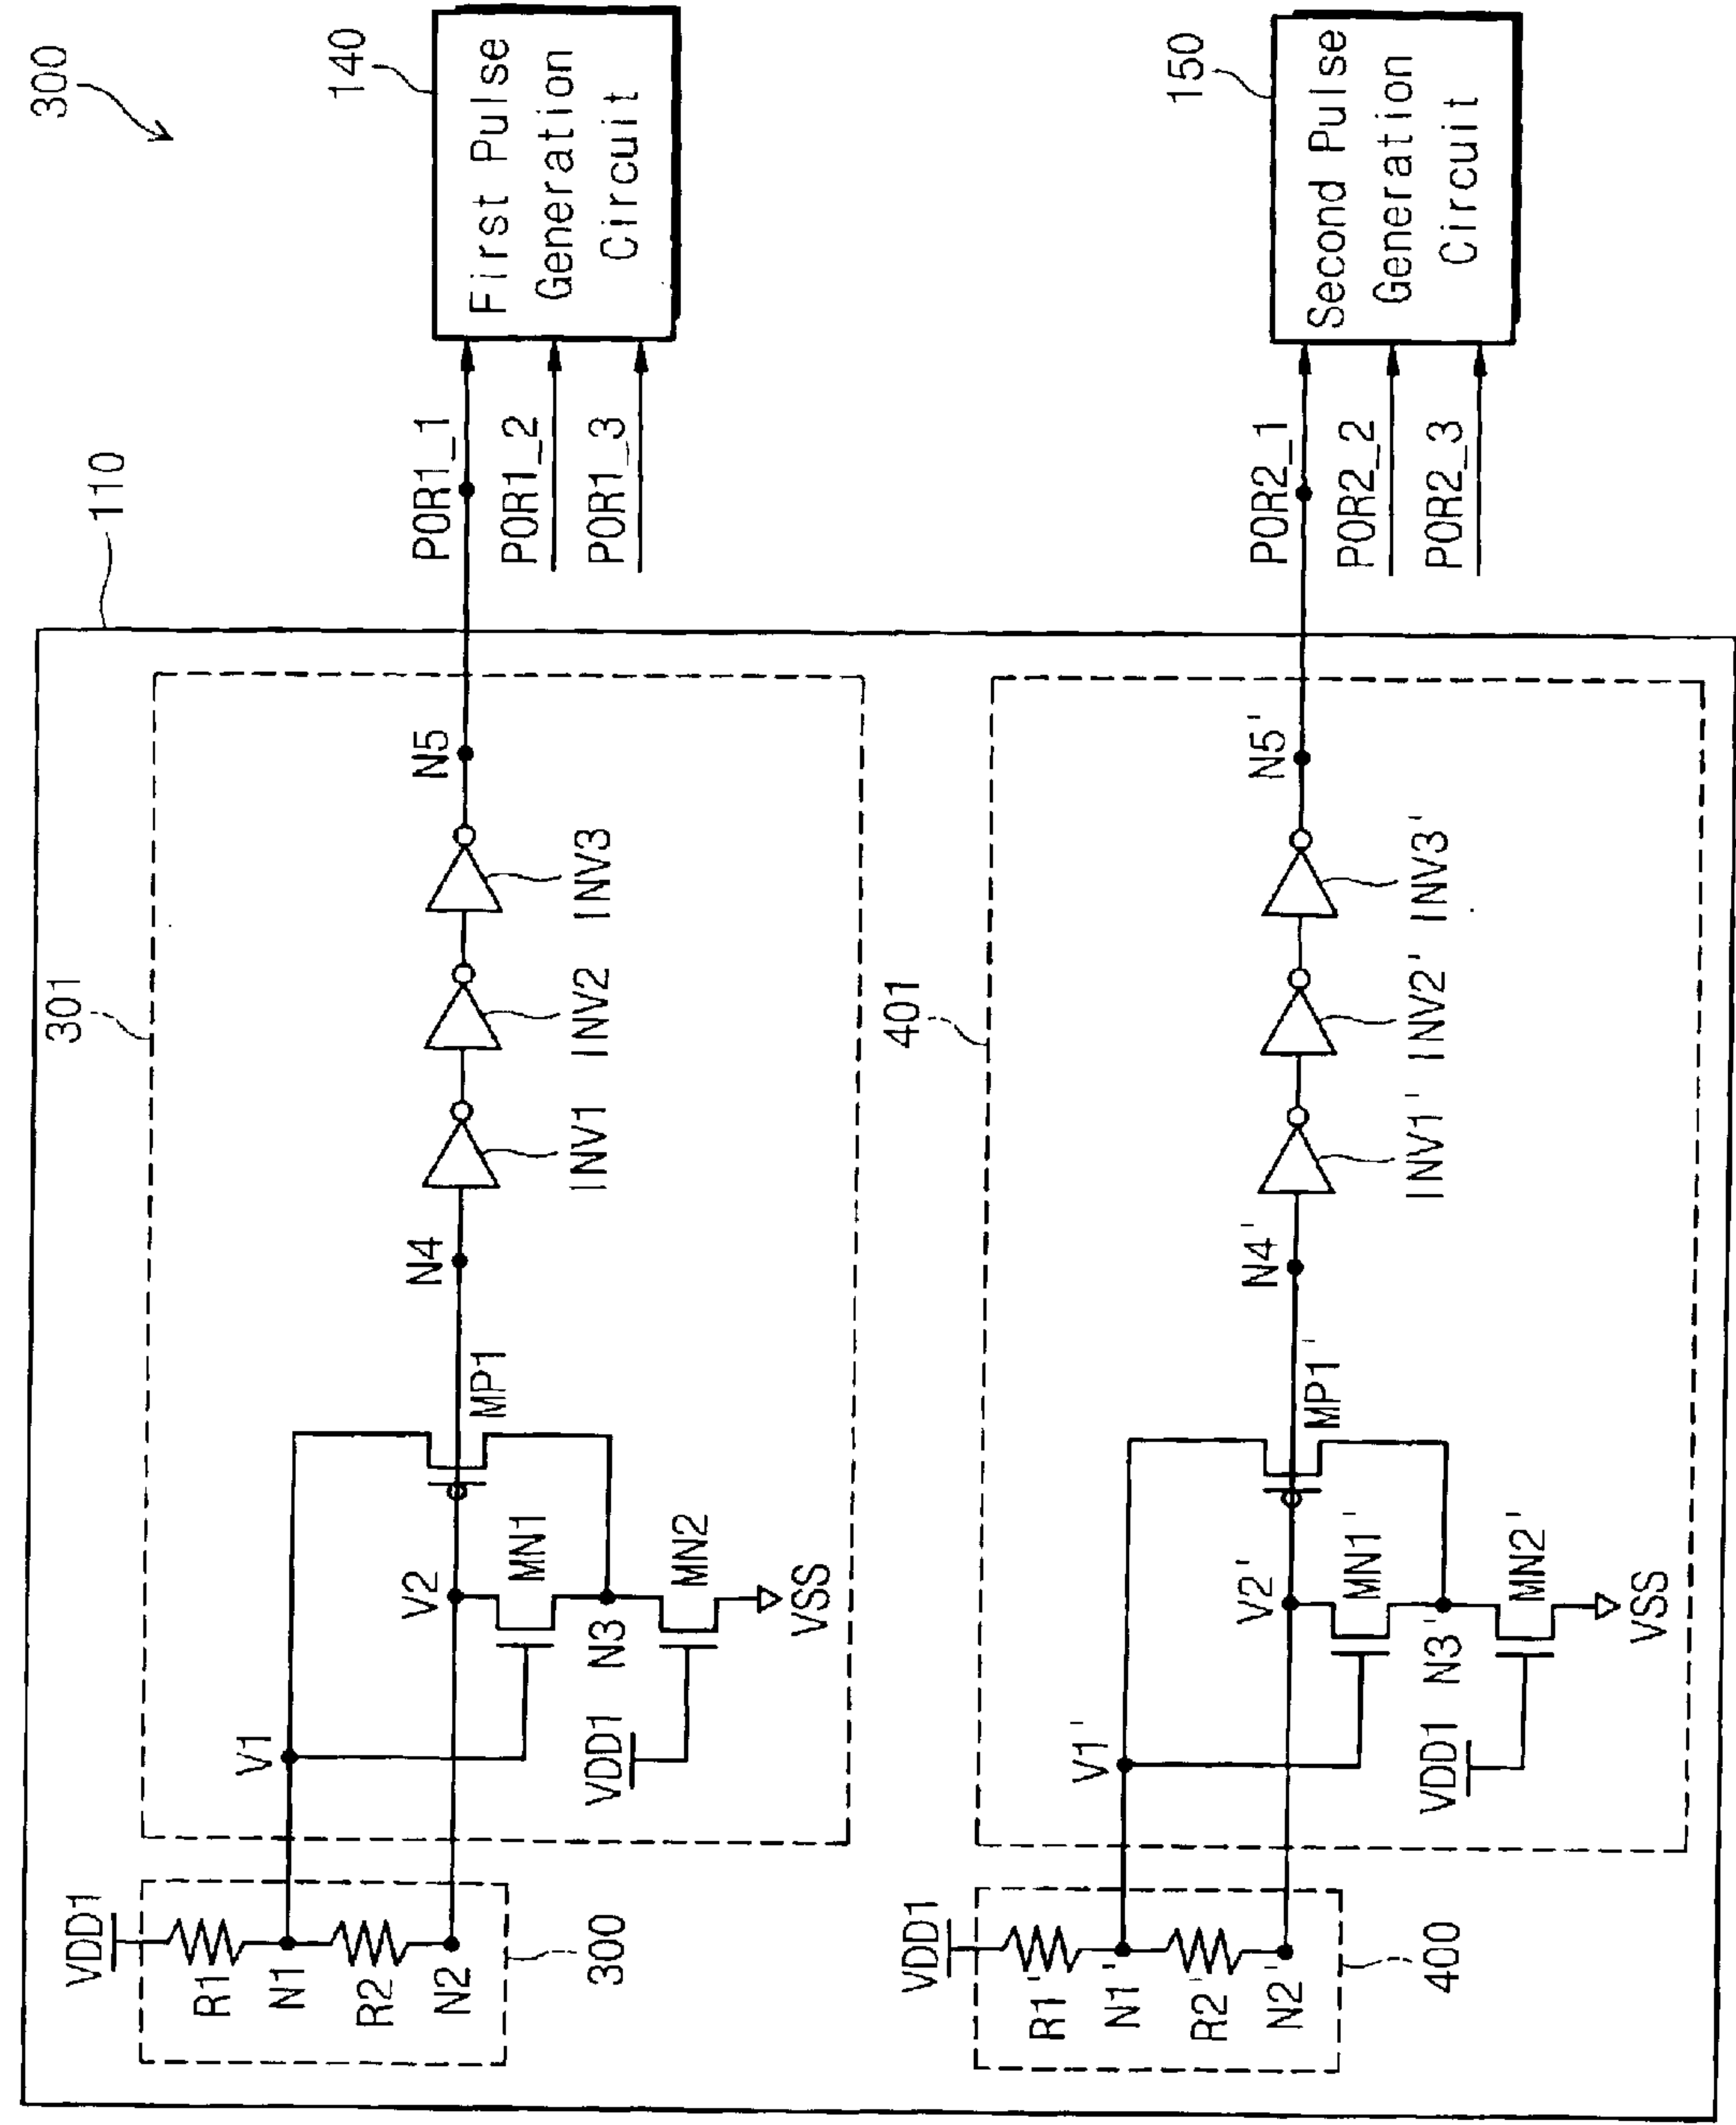 300
110
301
VDD1
R1
N1
R2
N2
300
V1
V2
MN1
N3
VDD1
MN2
VSS
MP1
N4
INV1
INV2
INV3
N5
POR1_1
POR1_2
POR1_3
140
First Pulse
Generation
Circuit
401
VDD1
R1'
N1'
R2'
N2'
400
V1'
V2'
MN1'
N3'
VDD1
MN2'
VSS
MP1'
N4'
INV1'
INV2'
INV3'
N5'
POR2_1
POR2_2
POR2_3
150
Second Pulse
Generation
Circuit